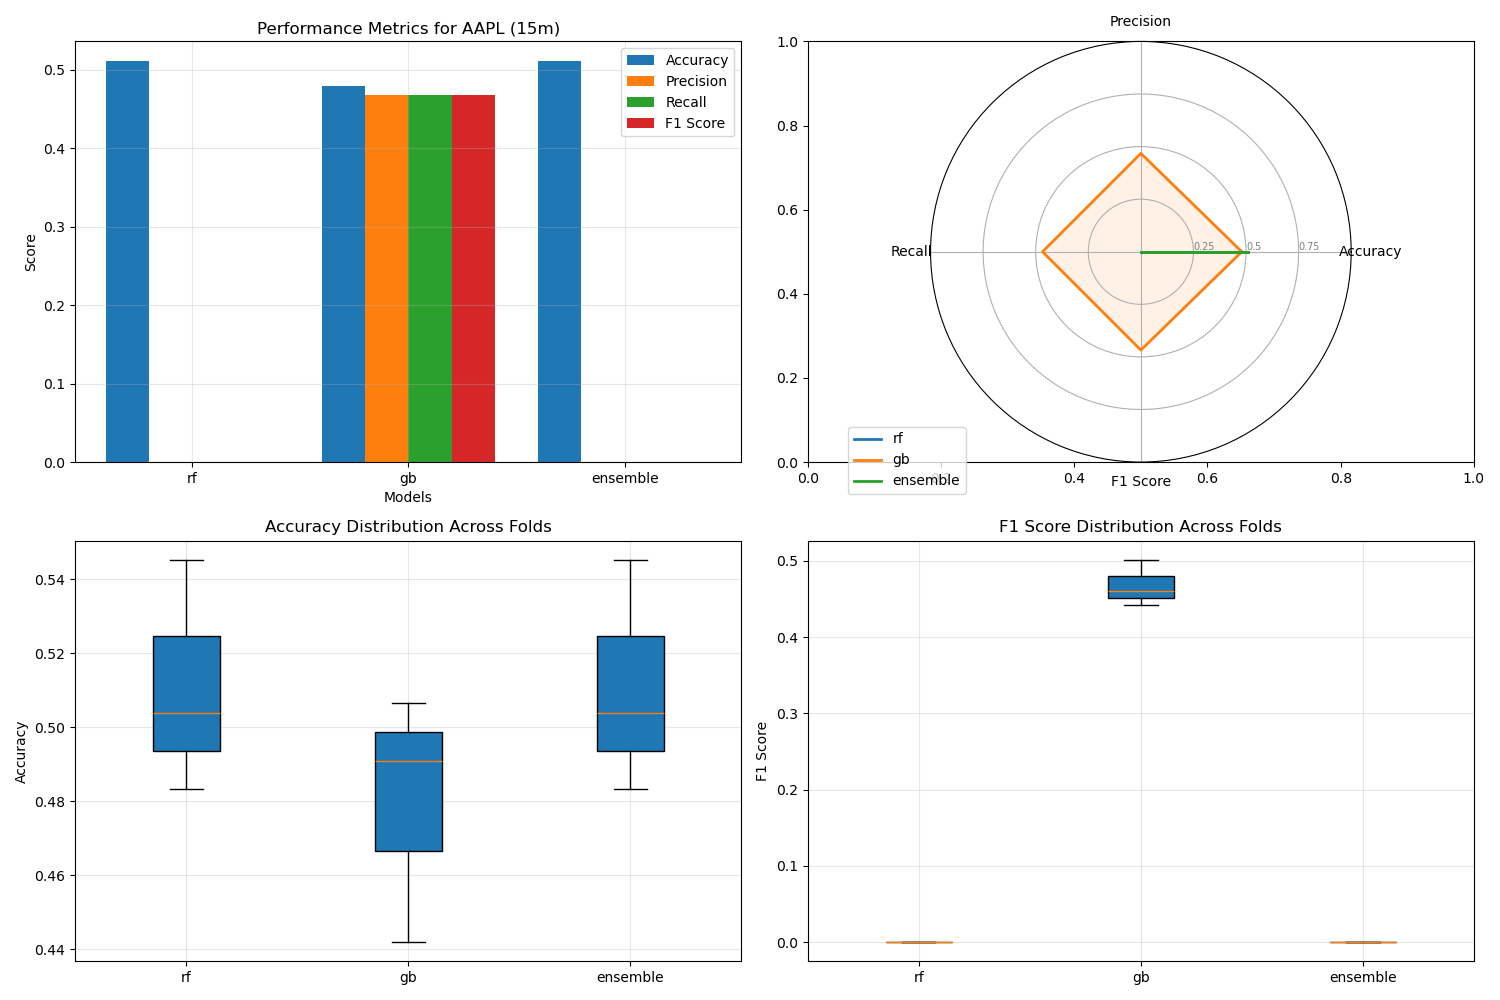 Performance Metrics for AAPL (15m)
Score
0.5
0.4
0.3
0.2
0.1
0.0
Accuracy
Precision
Recall
F1 Score
rf
gb
ensemble
Models
Precision
1.0
0.8
0.6
0.4
0.2
0.0
Recall
0.25
0.5
0.75
Accuracy
rf
gb
ensemble
0.0
0.2
0.4
F1 Score
0.6
0.8
1.0
Accuracy Distribution Across Folds
Accuracy
0.54
0.52
0.50
0.48
0.46
0.44
rf
gb
ensemble
F1 Score Distribution Across Folds
F1 Score
0.5
0.4
0.3
0.2
0.1
0.0
rf
gb
ensemble